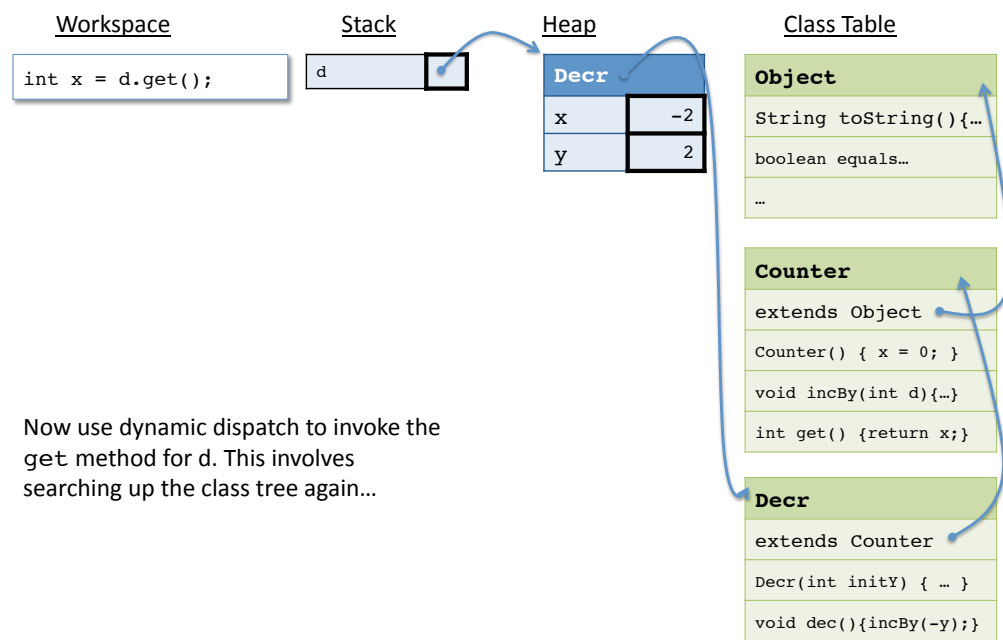 Workspace
Stack
Heap
Class Table
int x = d.get();
d
Decr
x -2
y 2
Object
String toString(){…
boolean equals…
…
Counter
extends Object
Counter() { x = 0; }
void incBy(int d){…}
int get() {return x;}
Now use dynamic dispatch to invoke the
get method for d. This involves
searching up the class tree again…
Decr
extends Counter
Decr(int initY) { … }
void dec(){incBy(-y);}